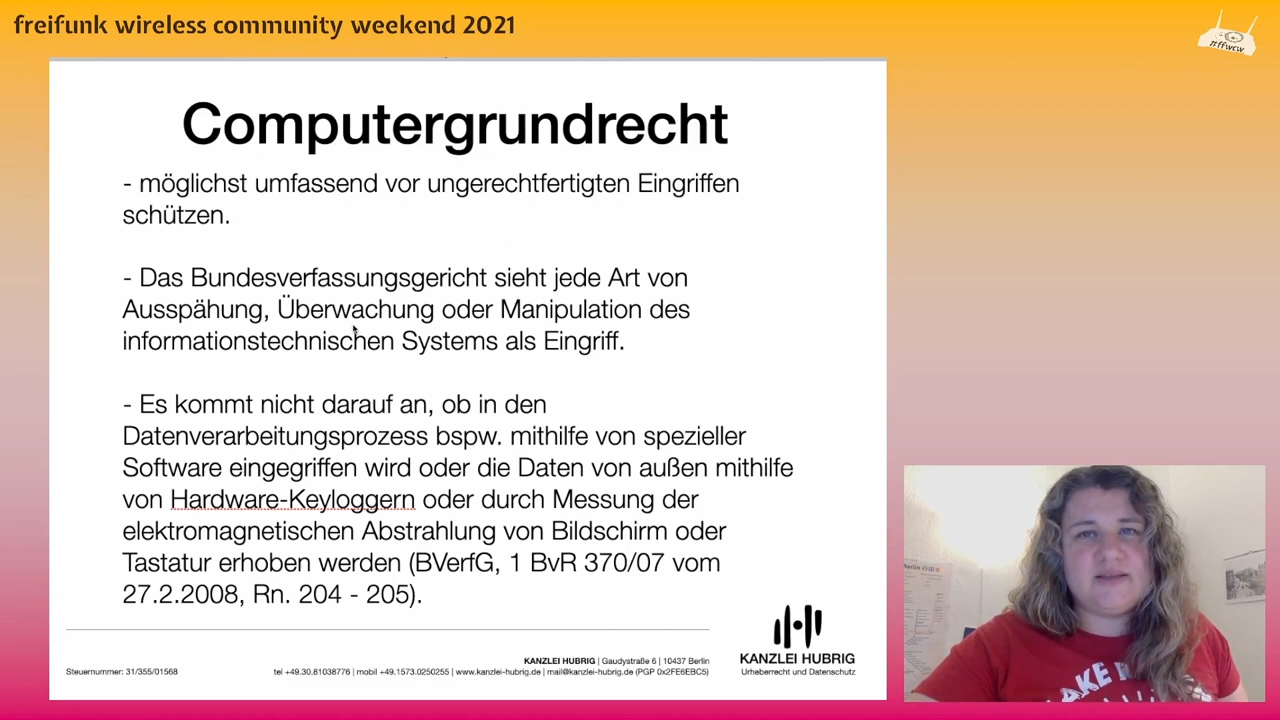 freifunk wireless community weekend 2021
#ffwcw
Computergrundrecht
- möglichst umfassend vor ungerechtfertigten Eingriffen
schützen.
- Das Bundesverfassungsgericht sieht jede Art von
Ausspähung, Überwachung oder Manipulation des
informationstechnischen Systems als Eingriff.
- Es kommt nicht darauf an, ob in den
Datenverarbeitungsprozess bspw. mithilfe von spezieller
Software eingegriffen wird oder die Daten von außen mithilfe
von Hardware-Keyloggern oder durch Messung der
elektromagnetischen Abstrahlung von Bildschirm oder
Tastatur erhoben werden (BVerfG, 1 BvR 370/07 vom
27.2.2008, Rn. 204 - 205).
KANZLEI HUBRIG | Gaudystraße 6 | 10437 Berlin
Steuernummer: 31/355/01568
tel +49.30.81038776 | mobil +49.1573.0250255 | www.kanzlei-hubrig.de | mail@kanzlei-hubrig.de (PGP 0x2FE6EBC5)
KANZLEI HUBRIG
Urheberrecht und Datenschutz